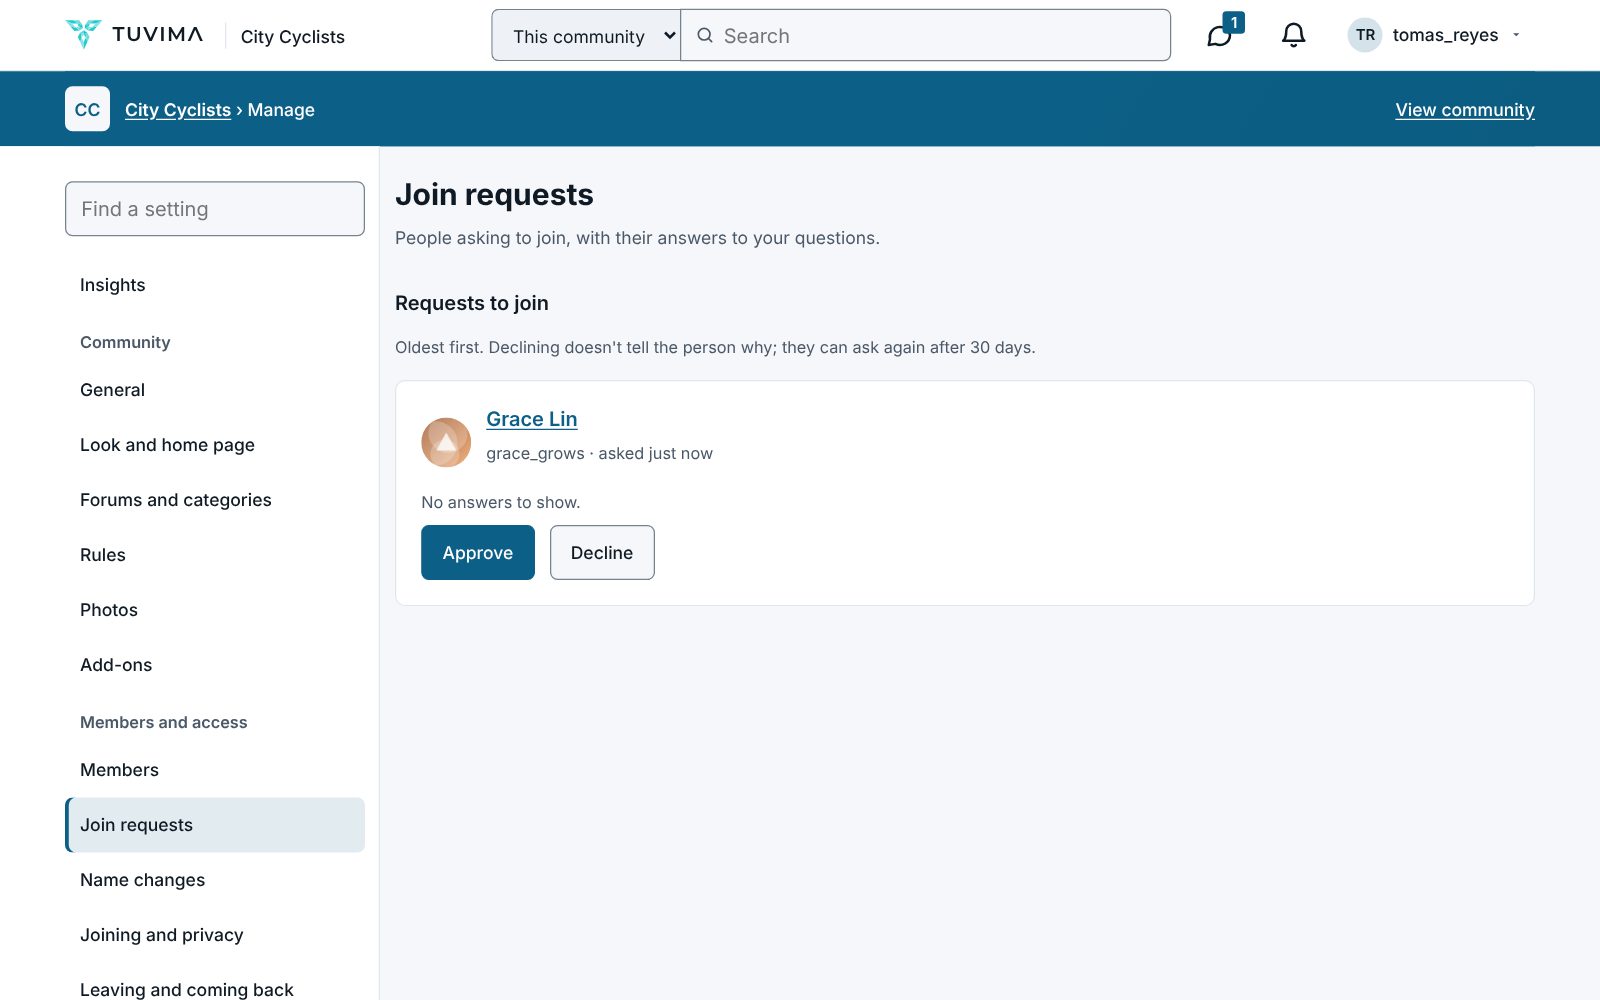 TUVIMA
City Cyclists
This community
Search
1
TR
tomas_reyes
CC
City Cyclists › Manage
View community
Find a setting
Insights
Community
General
Look and home page
Forums and categories
Rules
Photos
Add-ons
Members and access
Members
Join requests
Name changes
Joining and privacy
Leaving and coming back
Join requests
People asking to join, with their answers to your questions.
Requests to join
Oldest first. Declining doesn't tell the person why; they can ask again after 30 days.
Grace Lin
grace_grows · asked just now
No answers to show.
Approve
Decline